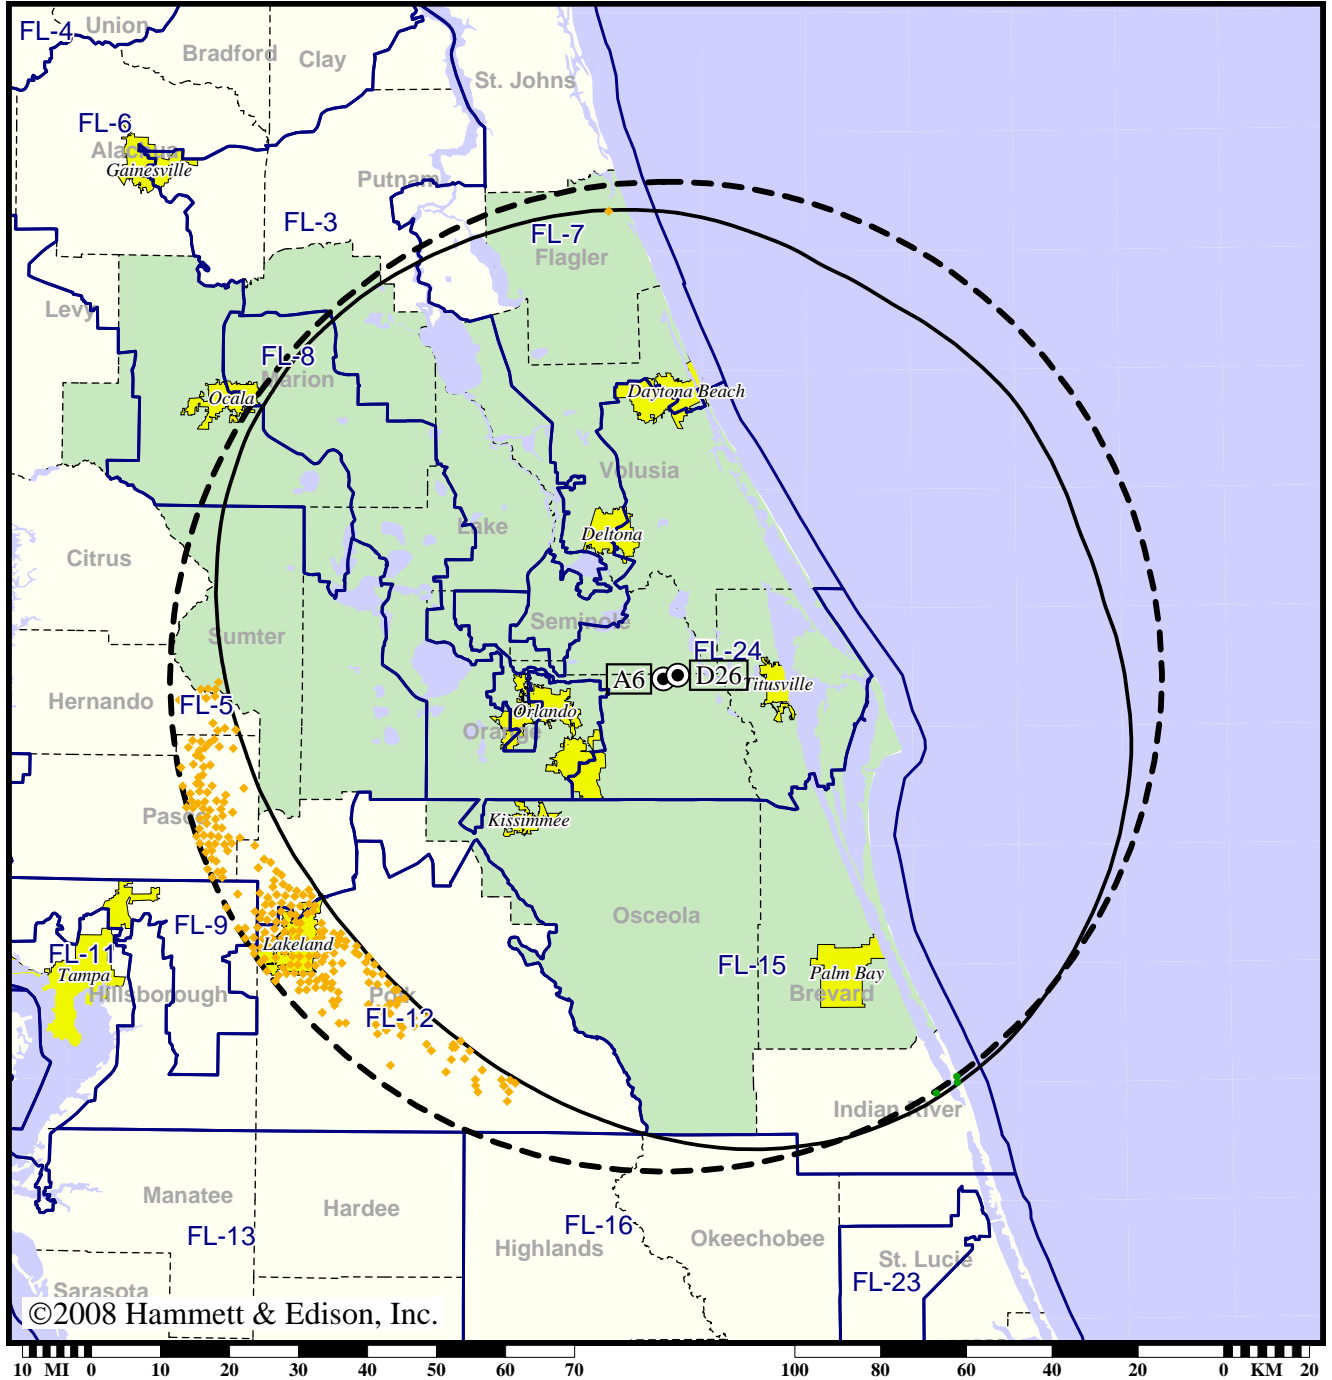 FL-4
Union
Bradford
Clay
St. Johns
FL-6
Alachua
Gainesville
Putnam
FL-3
FL-7
Flagler
Levy
FL-8
Marion
Ocala
Daytona Beach
Volusia
Lake
Deltona
Citrus
Seminole
Sumter
FL-24
A6
D26
Titusville
Hernando
FL-5
Orlando
Orange
Pasco
Kissimmee
Osceola
FL-9
Lakeland
FL-11
Tampa
FL-15
Palm Bay
Hillsborough
Polk
Brevard
FL-12
Indian River
Manatee
Hardee
FL-13
FL-16
Highlands
Okeechobee
St. Lucie
FL-23
Sarasota
©2008 Hammett & Edison, Inc.
10 MI 0 10 20 30 40 50 60 70 100 80 60 40 20 0 KM 20